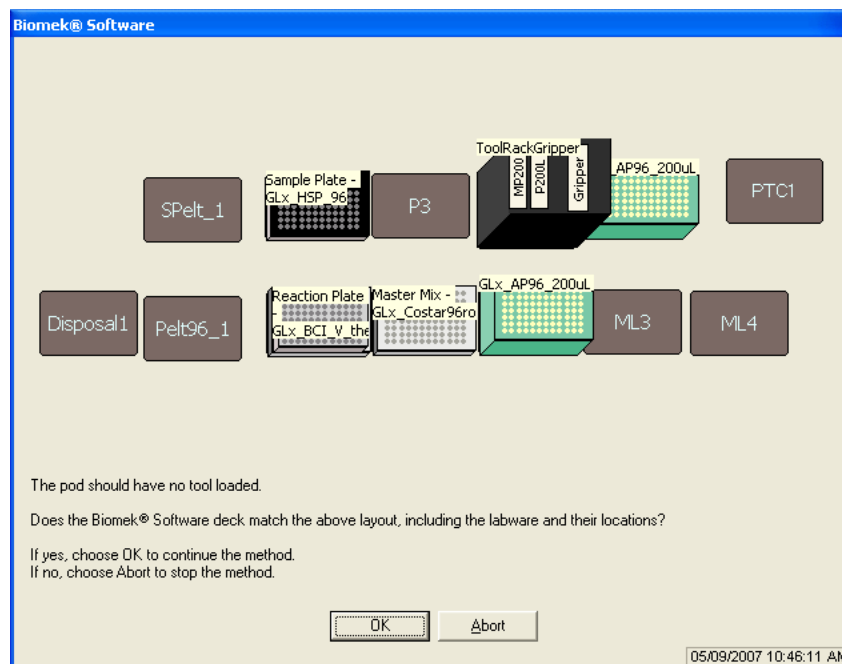 Biomek® Software
ToolRackGripper
MP200
P200L
Gripper
_AP96_200uL
PTC1
SPelt_1
Sample Plate -
GLx_HSP_96
P3
GLx_AP96_200uL
Disposal1
Pelt96_1
Reaction Plate
-
GLx_BCI_V_the
Master Mix -
GLx_Costar96ro
ML3
ML4
The pod should have no tool loaded.
Does the Biomek® Software deck match the above layout, including the labware and their locations?
If yes, choose OK to continue the method.
If no, choose Abort to stop the method.
OK
Abort
05/09/2007 10:46:11 AM